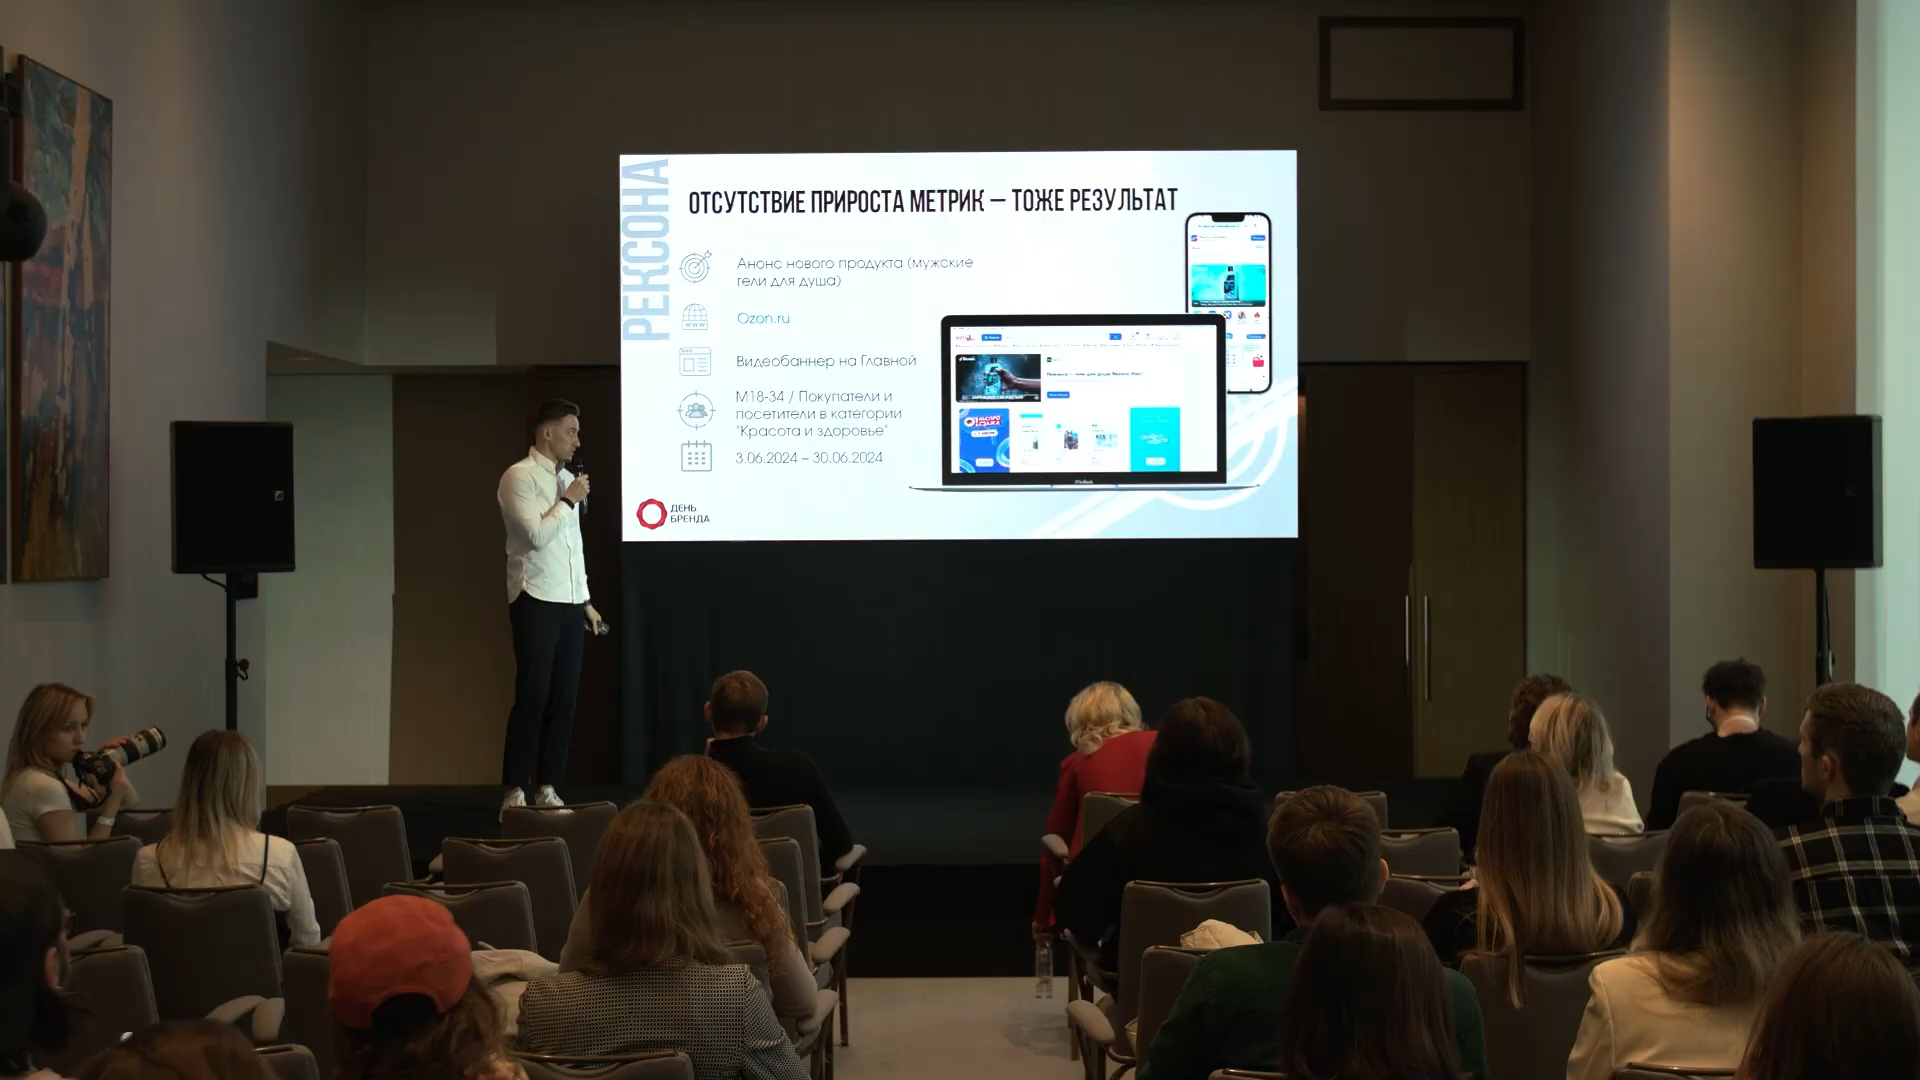 РЕКСОНА
ОТСУТСТВИЕ ПРИРОСТА МЕТРИК – ТОЖЕ РЕЗУЛЬТАТ
Анонс нового продукта (мужские
гели для душа)
Ozon.ru
Видеобаннер на Главной
М18-34 / Покупатели и
посетители в категории
"Красота и здоровье"
3.06.2024 – 30.06.2024
ДЕНЬ
БРЕНДА